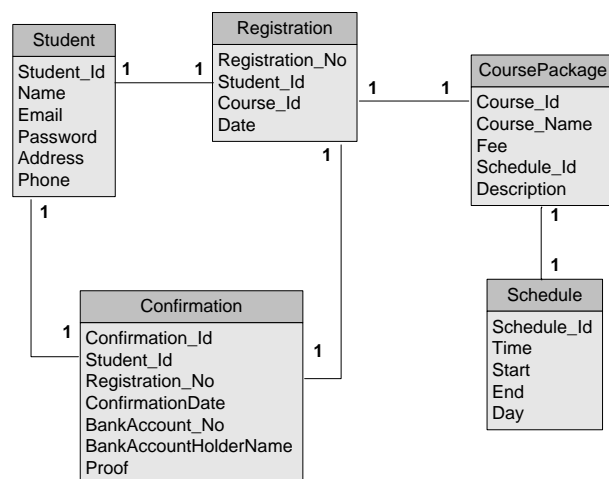 Student
Student_Id
Name
Email
Password
Address
Phone
1
1
1
Registration
Registration_No
Student_Id
Course_Id
Date
1
1
1
CoursePackage
Course_Id
Course_Name
Fee
Schedule_Id
Description
1
1
Schedule
Schedule_Id
Time
Start
End
Day
Confirmation
Confirmation_Id
Student_Id
Registration_No
ConfirmationDate
BankAccount_No
BankAccountHolderName
Proof
1
1